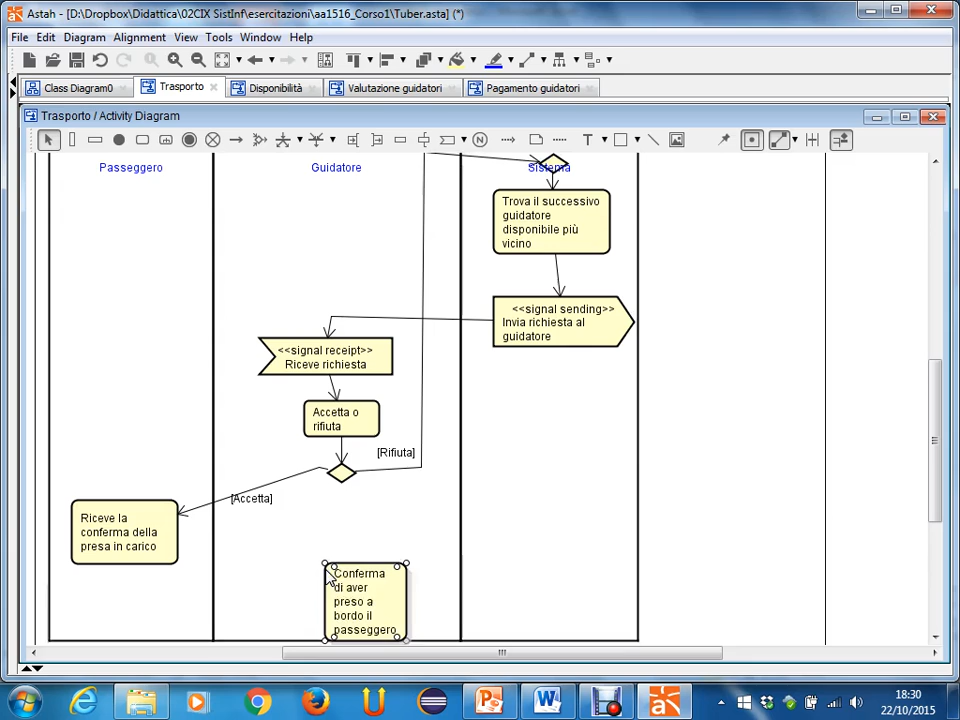 Astah - [D:\Dropbox\Didattica\02CIX SistInf\esercitazioni\aa1516_Corso1\Tuber.asta] (*)
File Edit Diagram Alignment View Tools Window Help
Class Diagram0 Trasporto Disponibilità Valutazione guidatori Pagamento guidatori
Trasporto / Activity Diagram
N T
Passeggero Guidatore Sistema
Trova il successivo
guidatore
disponibile più
vicino
<<signal sending>>
Invia richiesta al
guidatore
<<signal receipt>>
Riceve richiesta
Accetta o
rifiuta
[Rifiuta]
[Accetta]
Riceve la
conferma della
presa in carico
Conferma
di aver
preso a
bordo il
passeggero
18:30
22/10/2015